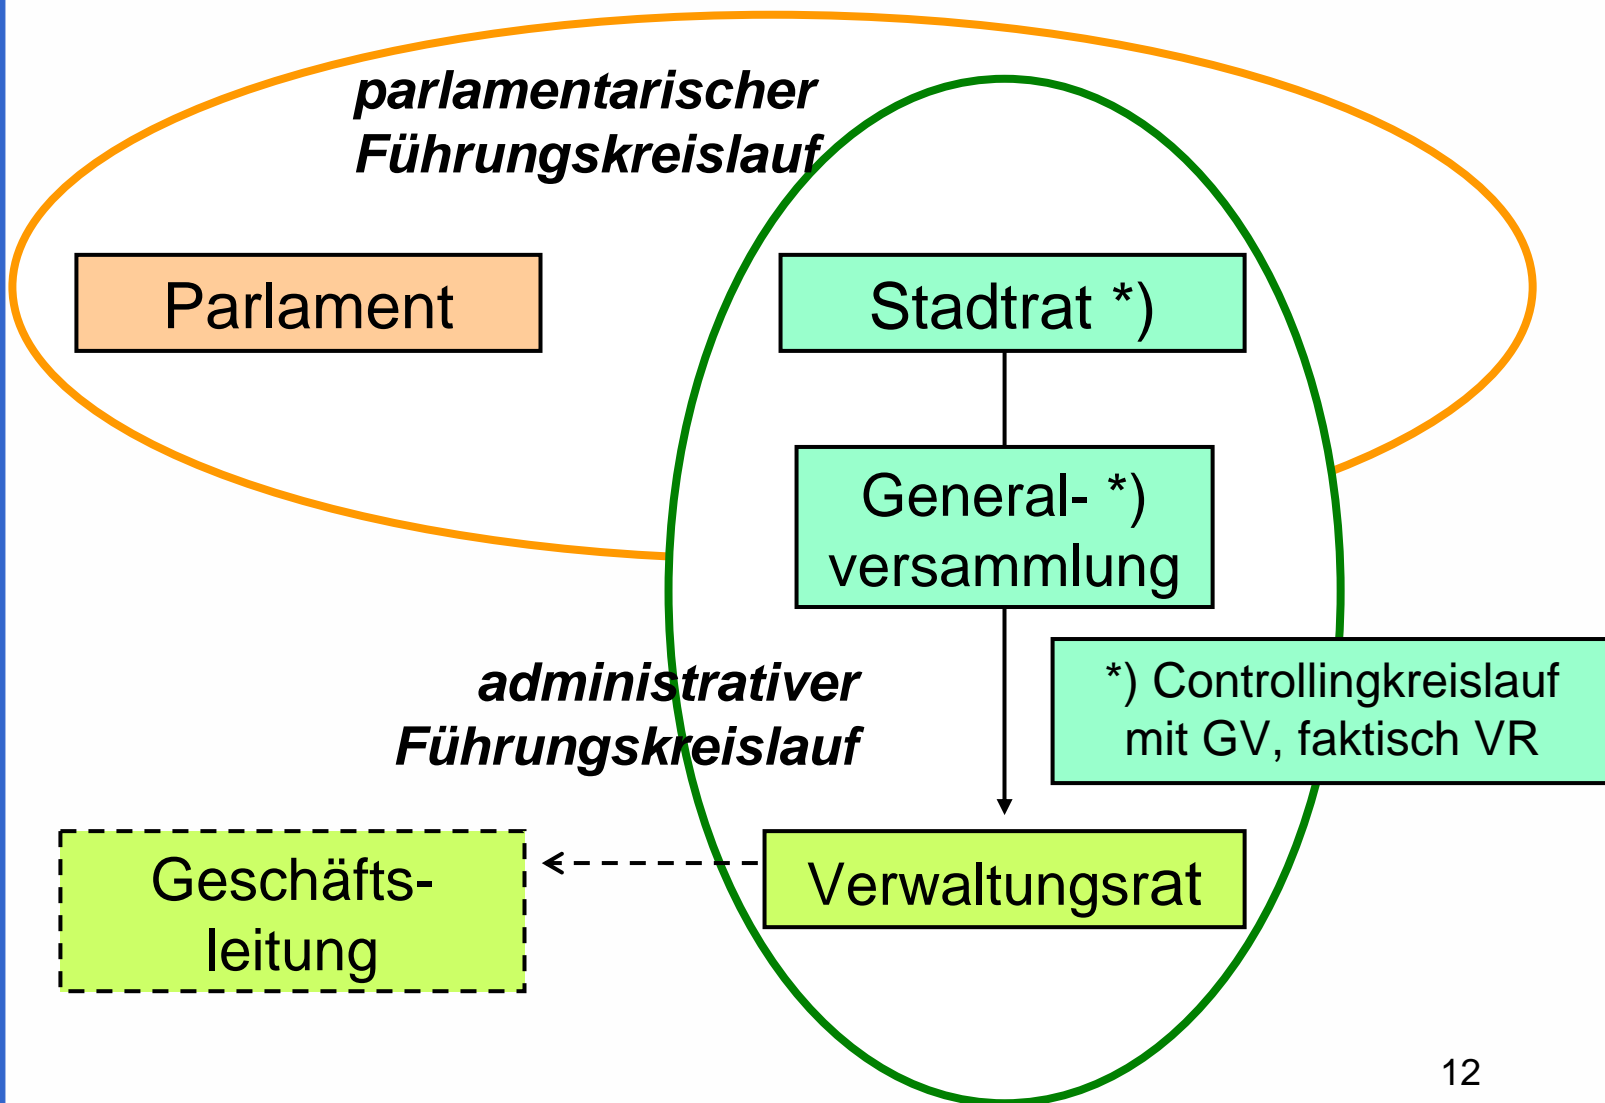 parlamentarischer
Führungskreislauf
Parlament
Stadtrat *)
General- *)
versammlung
administrativer
Führungskreislauf
*) Controllingkreislauf
mit GV, faktisch VR
Geschäfts-
leitung
Verwaltungsrat
12